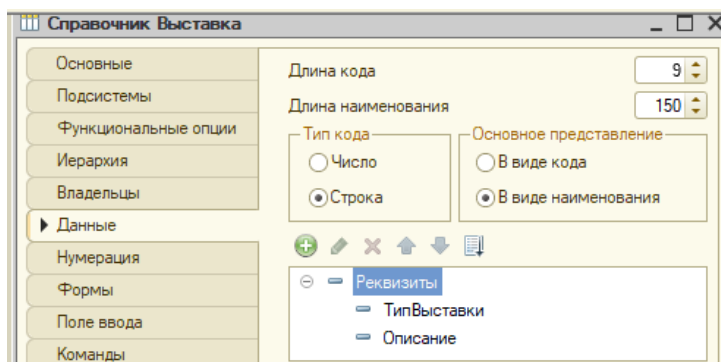 Справочник Выставка
Основные
Подсистемы
Функциональные опции
Иерархия
Владельцы
Данные
Нумерация
Формы
Поле ввода
Команды
Длина кода 9
Длина наименования 150
Тип кода Основное представление
Число В виде кода
Строка В виде наименования
Реквизиты
ТипВыставки
Описание